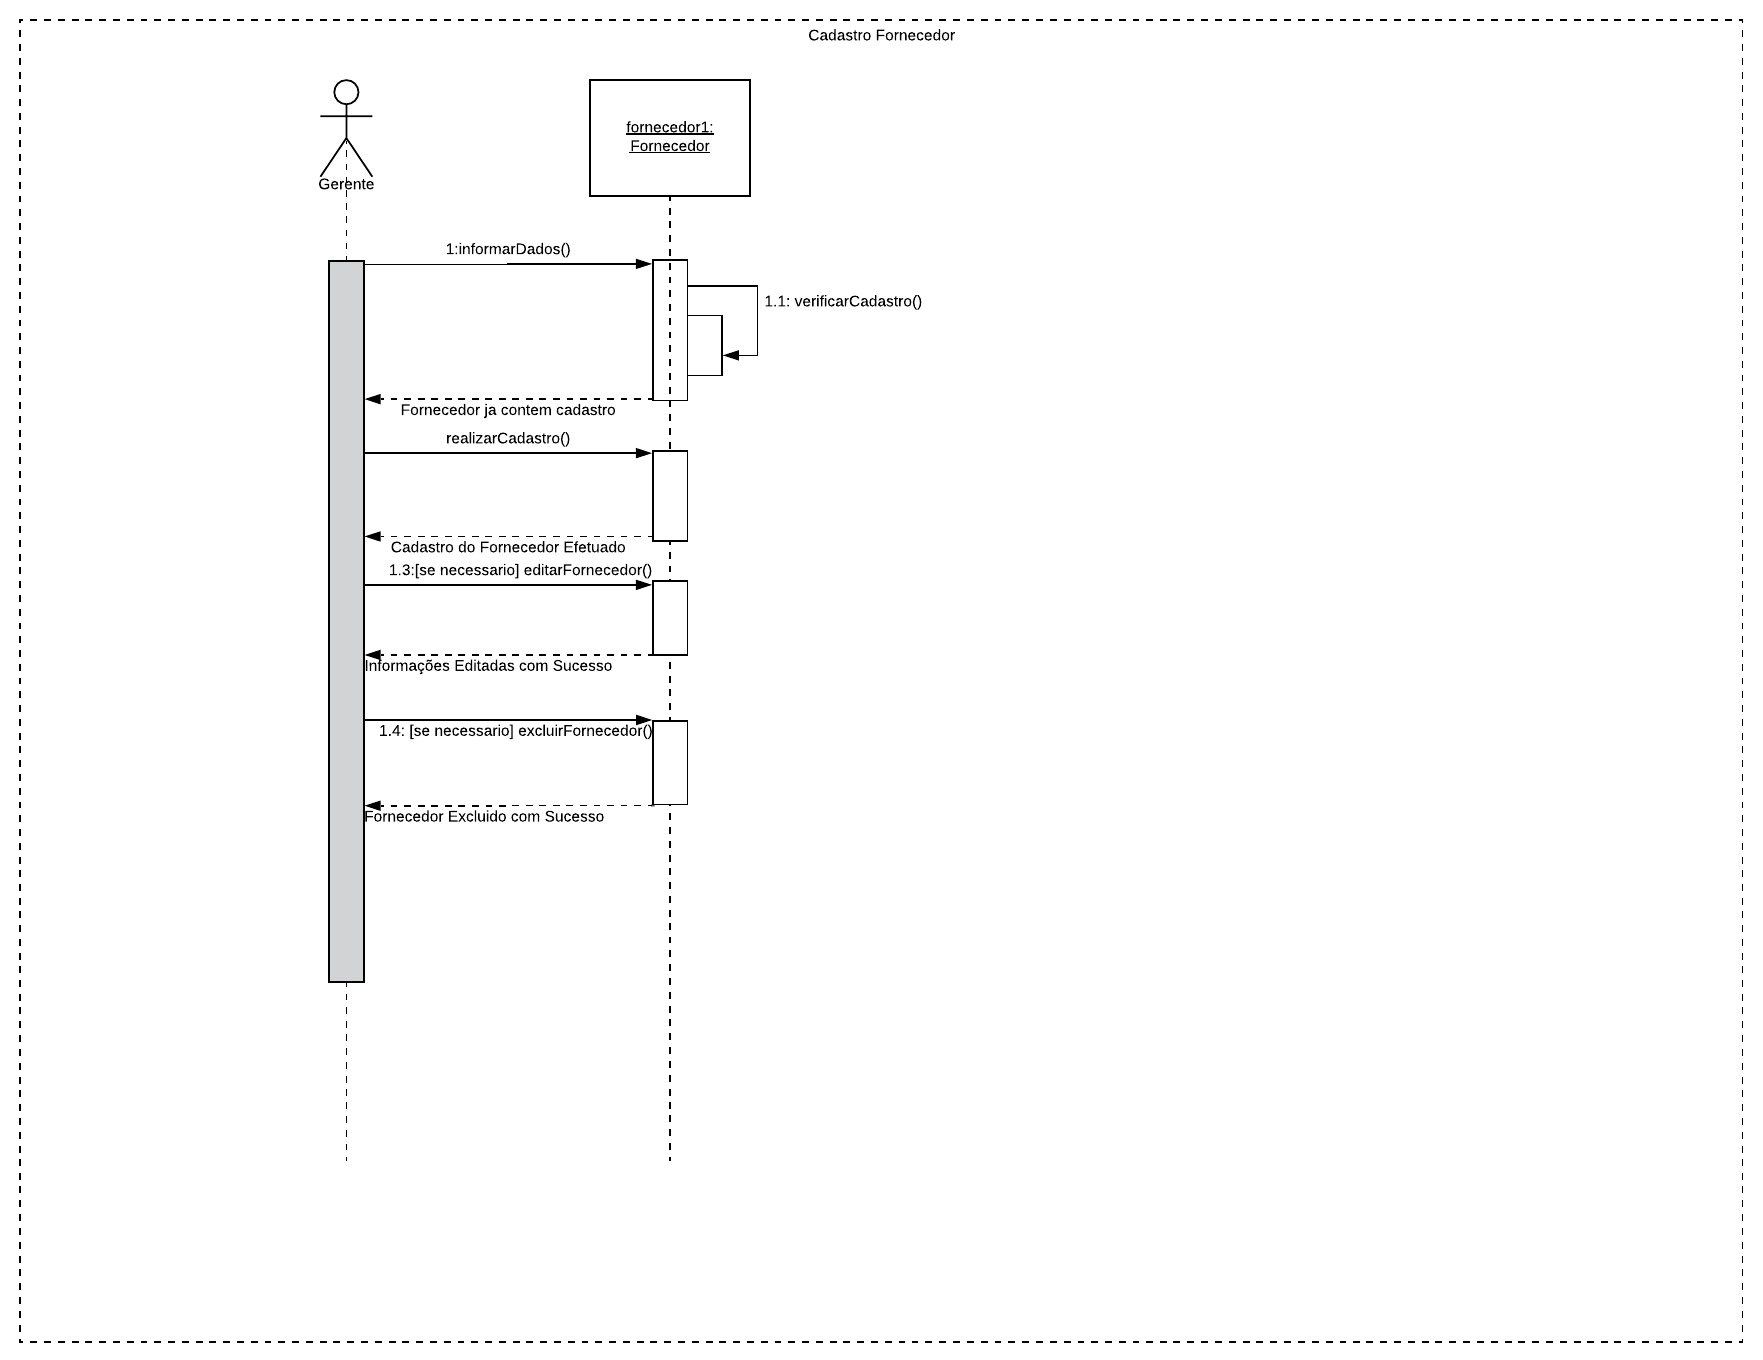 Cadastro Fornecedor
Gerente
fornecedor1:
Fornecedor
1:informarDados()
1.1: verificarCadastro()
Fornecedor ja contem cadastro
realizarCadastro()
Cadastro do Fornecedor Efetuado
1.3:[se necessario] editarFornecedor()
Informações Editadas com Sucesso
1.4: [se necessario] excluirFornecedor()
Fornecedor Excluido com Sucesso